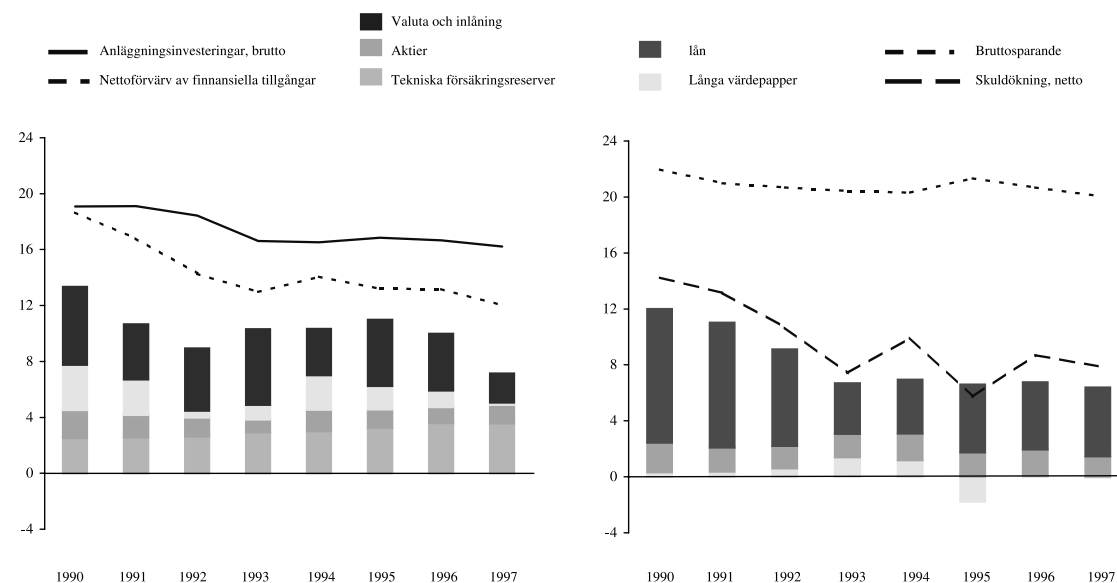 Valuta och inlåning
Anläggningsinvesteringar, brutto
Aktier
Nettoförvärv av finnansiella tillgångar
Tekniska försäkringsreserver
lån
Bruttosparande
Långa värdepapper
Skuldökning, netto
24
20
16
12
8
4
0
-4
1990 1991 1992 1993 1994 1995 1996 1997
24
20
16
12
8
4
0
-4
1990 1991 1992 1993 1994 1995 1996 1997